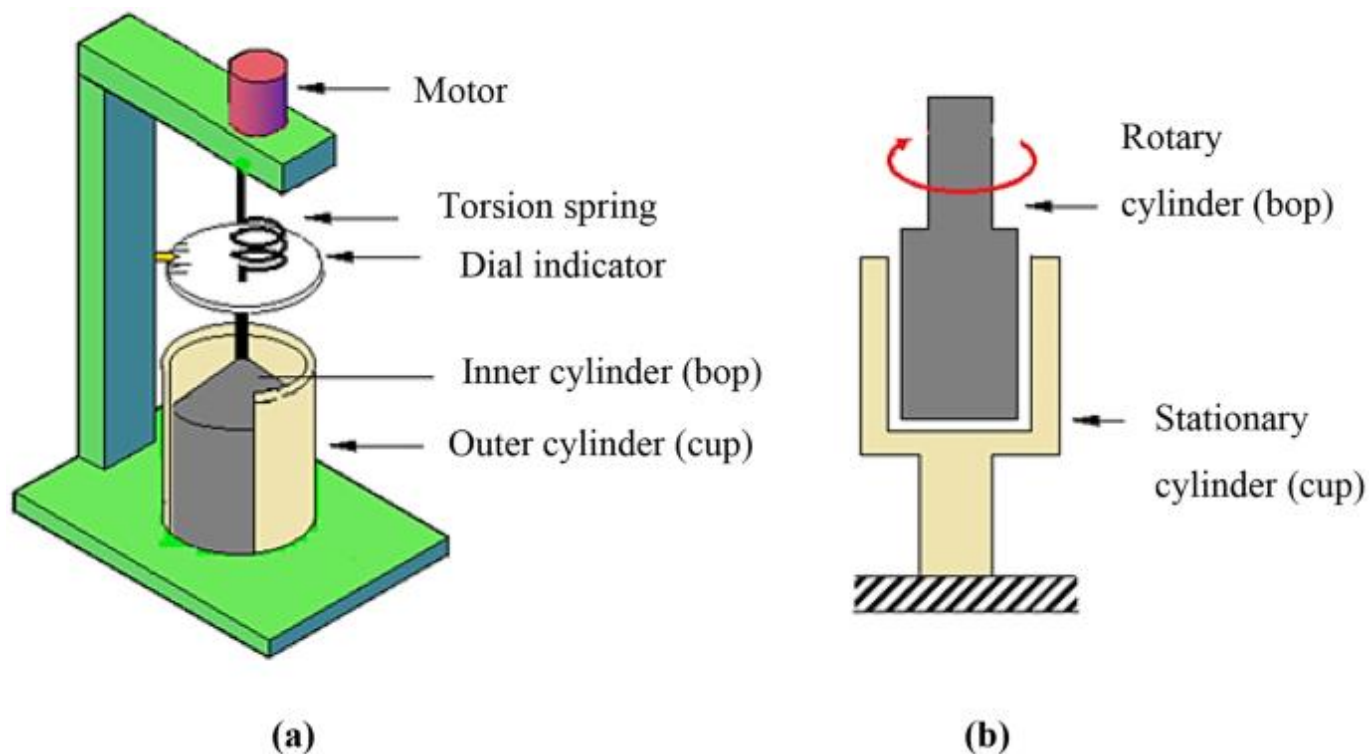 Motor
Torsion spring
Dial indicator
Inner cylinder (bop)
Outer cylinder (cup)
(a)
Rotary
cylinder (bop)
Stationary
cylinder (cup)
(b)